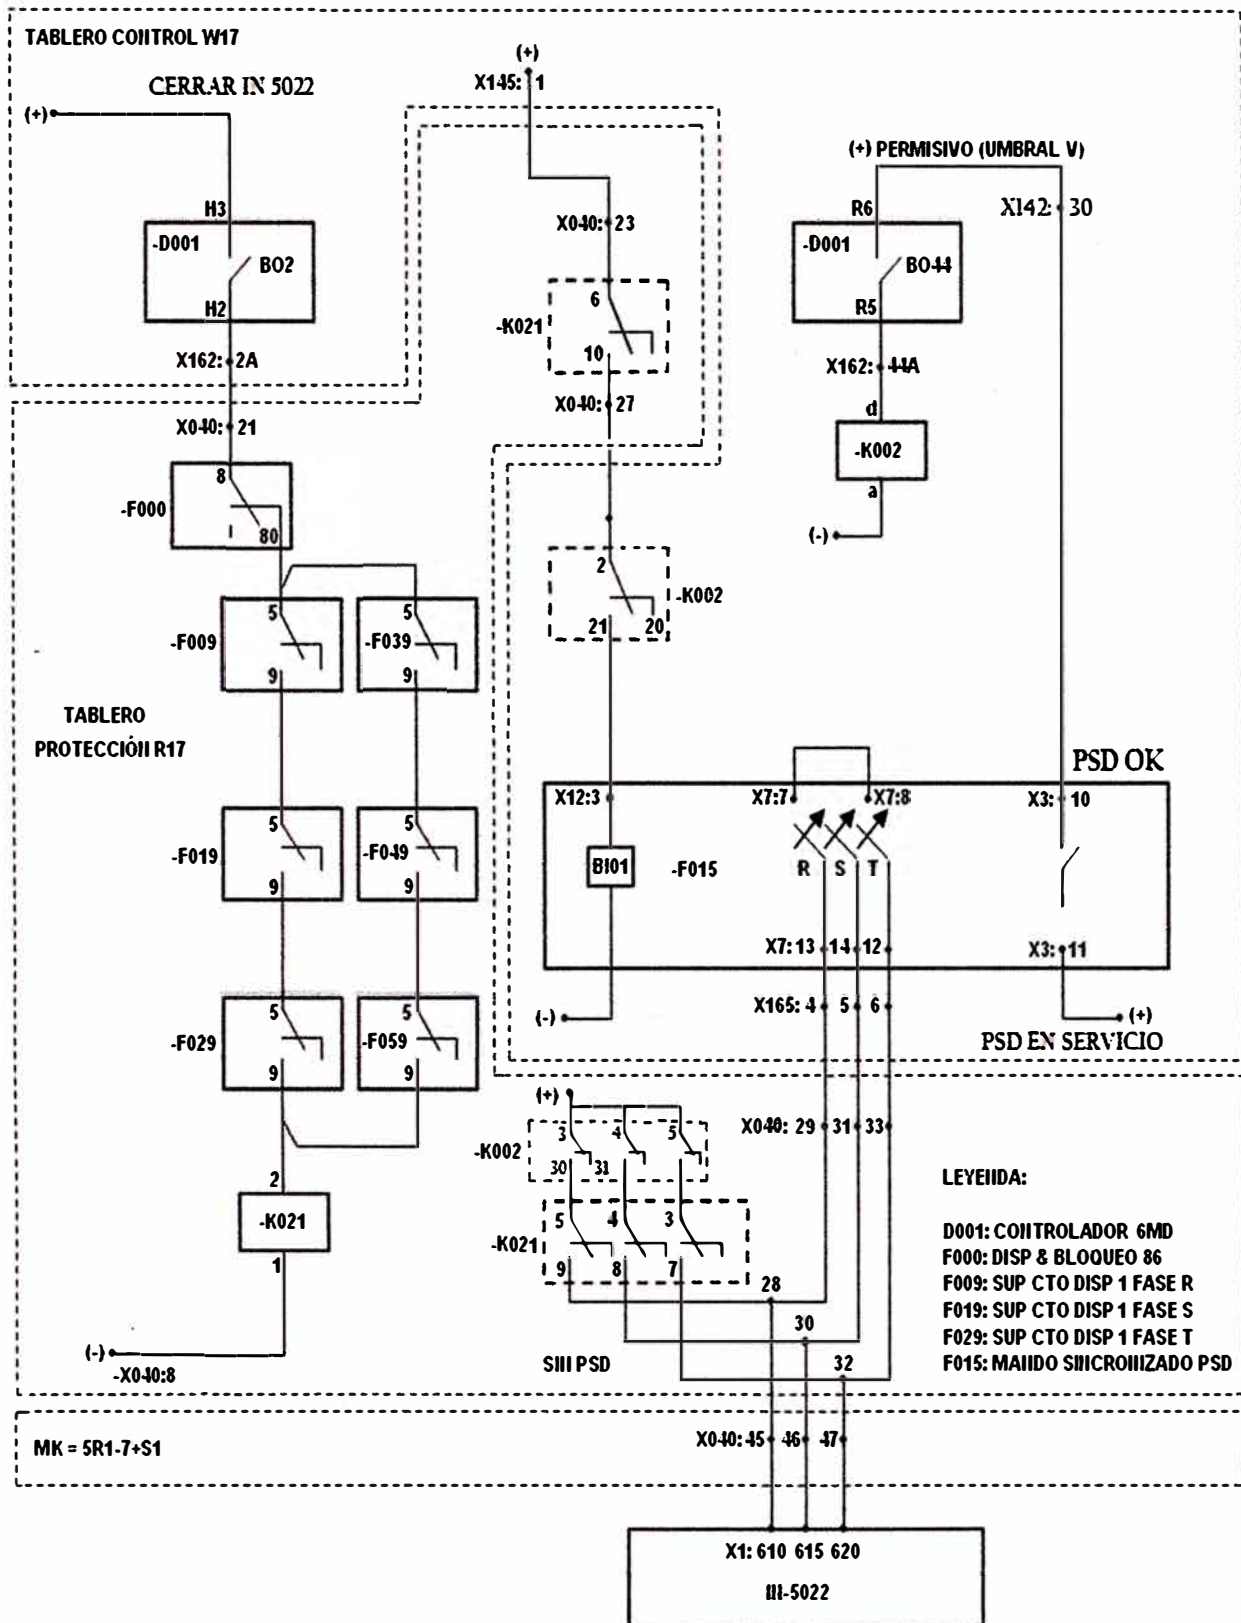 TABLERO CONTROL W17
CERRAR IN 5022
(+)
H3
-D001
BO2
H2
X162: 2A
X040: 21
8
-F000
80
5
-F009
9
5
-F039
9
TABLERO
PROTECCIÓN R17
5
-F019
9
5
-F049
9
5
-F029
9
5
-F059
9
2
-K021
1
(-)
-X040:8
(+)
X145: 1
X040: 23
6
-K021
10
X040: 27
2
-K002
21 20
(+) PERMISIVO (UMBRAL V)
R6
X142: 30
-D001
BO44
R5
X162: 44A
d
-K002
a
(-)
PSD OK
X12:3
X7:7
X7:8
X3: 10
BI01
-F015
R S T
X7: 13 14 12
X3: 11
(-)
X165: 4 5 6
(+)
PSD EN SERVICIO
(+)
X040: 29 31 33
3 4 5
-K002
30 31
5 4 3
-K021
9 8 7
28
30
32
SIN PSD
LEYENDA:
D001: CONTROLADOR 6MD
F000: DISP & BLOQUEO 86
F009: SUP CTO DISP 1 FASE R
F019: SUP CTO DISP 1 FASE S
F029: SUP CTO DISP 1 FASE T
F015: MANDO SINCRONIZADO PSD
MK = 5R1-7+S1
X040: 45 46 47
X1: 610 615 620
IN-5022